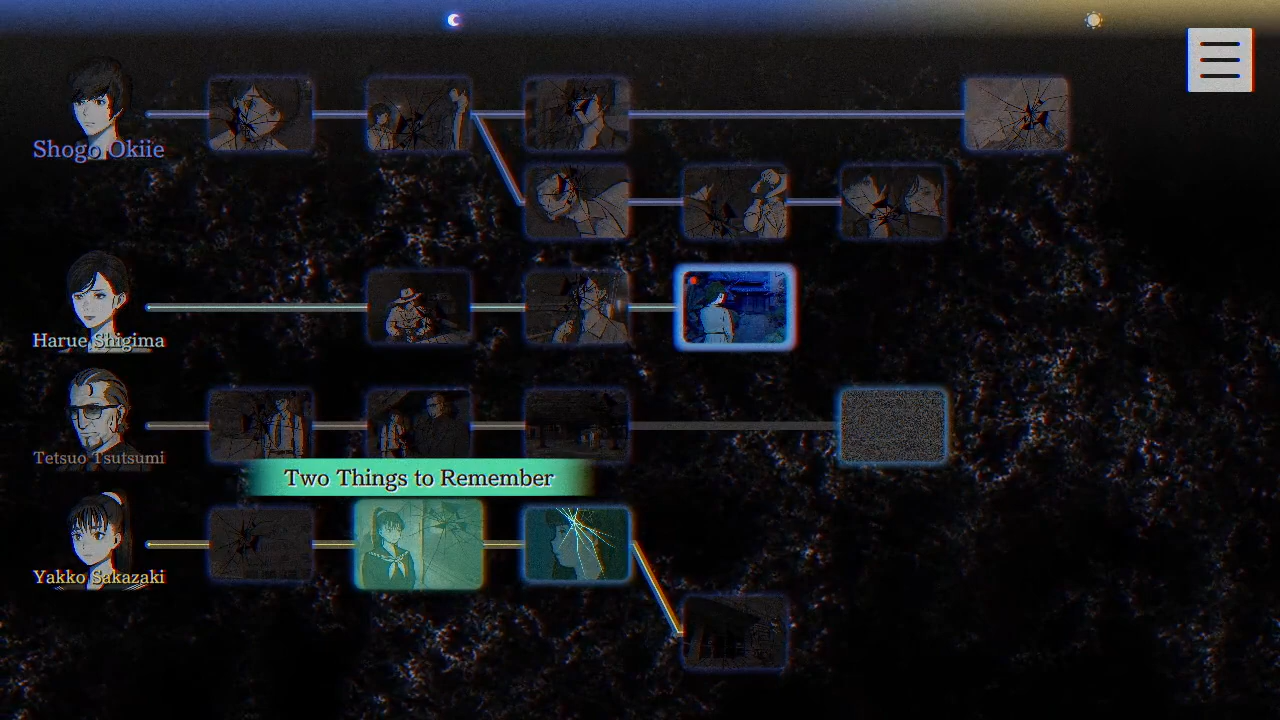 Shogo Okiie
Harue Shigima
Tetsuo Tsutsumi
Two Things to Remember
Yakko Sakazaki